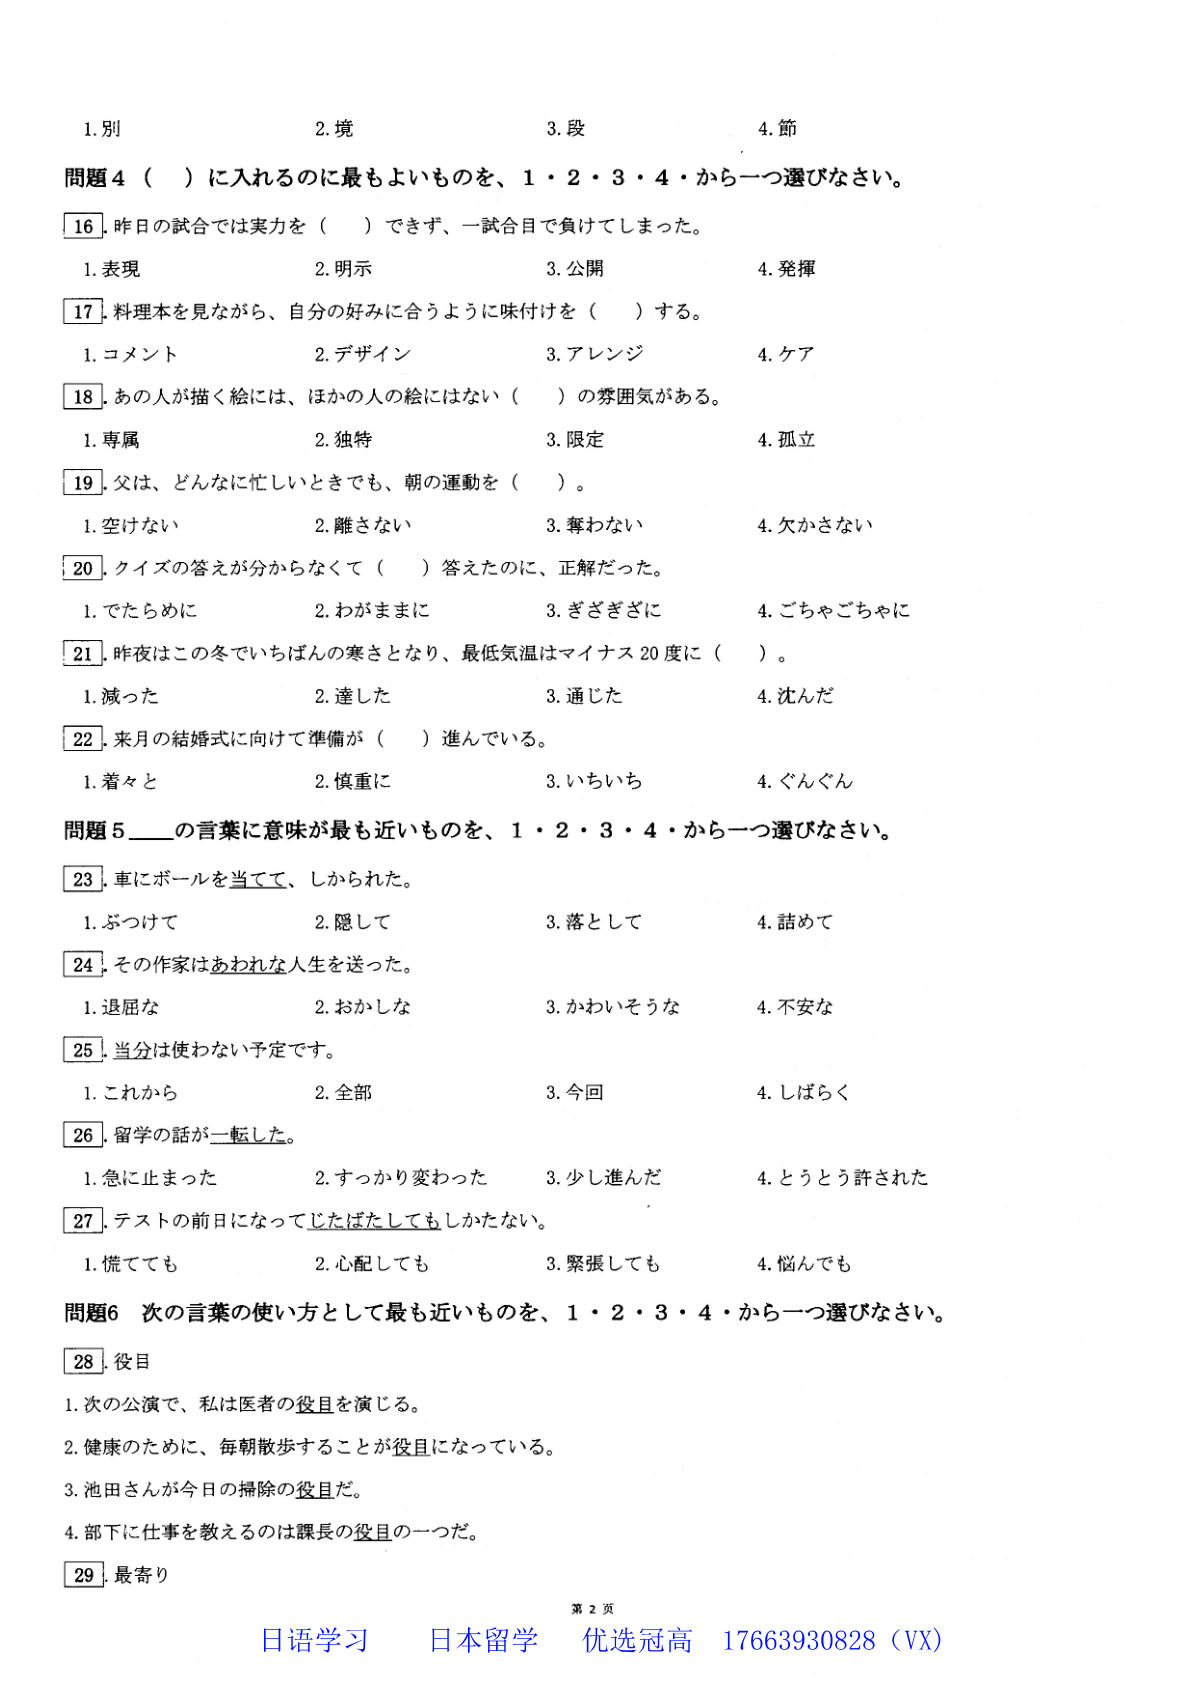 1.別 2.境 3.段 4.節
問題4（ ）に入れるのに最もよいものを、1・2・3・4・から一つ選びなさい。
16.昨日の試合では実力を（ ）できず、一試合目で負けてしまった。
1.表現 2.明示 3.公開 4.発揮
17.料理本を見ながら、自分の好みに合うように味付けを（ ）する。
1.コメント 2.デザイン 3.アレンジ 4.ケア
18.あの人が描く絵には、ほかの人の絵にはない（ ）の雰囲気がある。
1.専属 2.独特 3.限定 4.孤立
19.父は、どんなに忙しいときでも、朝の運動を（ ）。
1.空けない 2.離さない 3.奪わない 4.欠かさない
20.クイズの答えが分からなくて（ ）答えたのに、正解だった。
1.でたらめに 2.わがままに 3.ぎざぎざに 4.ごちゃごちゃに
21.昨夜はこの冬でいちばんの寒さとなり、最低気温はマイナス20度に（ ）。
1.減った 2.達した 3.通じた 4.沈んだ
22.来月の結婚式に向けて準備が（ ）進んでいる。
1.着々と 2.慎重に 3.いちいち 4.ぐんぐん
問題5____の言葉に意味が最も近いものを、1・2・3・4・から一つ選びなさい。
23.車にボールを当てて、しかられた。
1.ぶつけて 2.隠して 3.落として 4.詰めて
24.その作家はあわれな人生を送った。
1.退屈な 2.おかしな 3.かわいそうな 4.不安な
25.当分は使わない予定です。
1.これから 2.全部 3.今回 4.しばらく
26.留学の話が一転した。
1.急に止まった 2.すっかり変わった 3.少し進んだ 4.とうとう許された
27.テストの前日になってじたばたしてもしかたない。
1.慌てても 2.心配しても 3.緊張しても 4.悩んでも
問題6 次の言葉の使い方として最も近いものを、1・2・3・4・から一つ選びなさい。
28.役目
1.次の公演で、私は医者の役目を演じる。
2.健康のために、毎朝散歩することが役目になっている。
3.池田さんが今日の掃除の役目だ。
4.部下に仕事を教えるのは課長の役目の一つだ。
29.最寄り
第 2 页
日语学习 日本留学 优选冠高 17663930828（VX)